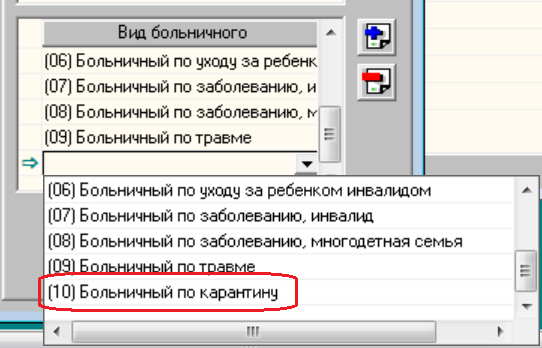 Вид больничного
(06) Больничный по уходу за ребенк
(07) Больничный по заболеванию, и
(08) Больничный по заболеванию, м
(09) Больничный по травме
(06) Больничный по уходу за ребенком инвалидом
(07) Больничный по заболеванию, инвалид
(08) Больничный по заболеванию, многодетная семья
(09) Больничный по травме
(10) Больничный по карантину